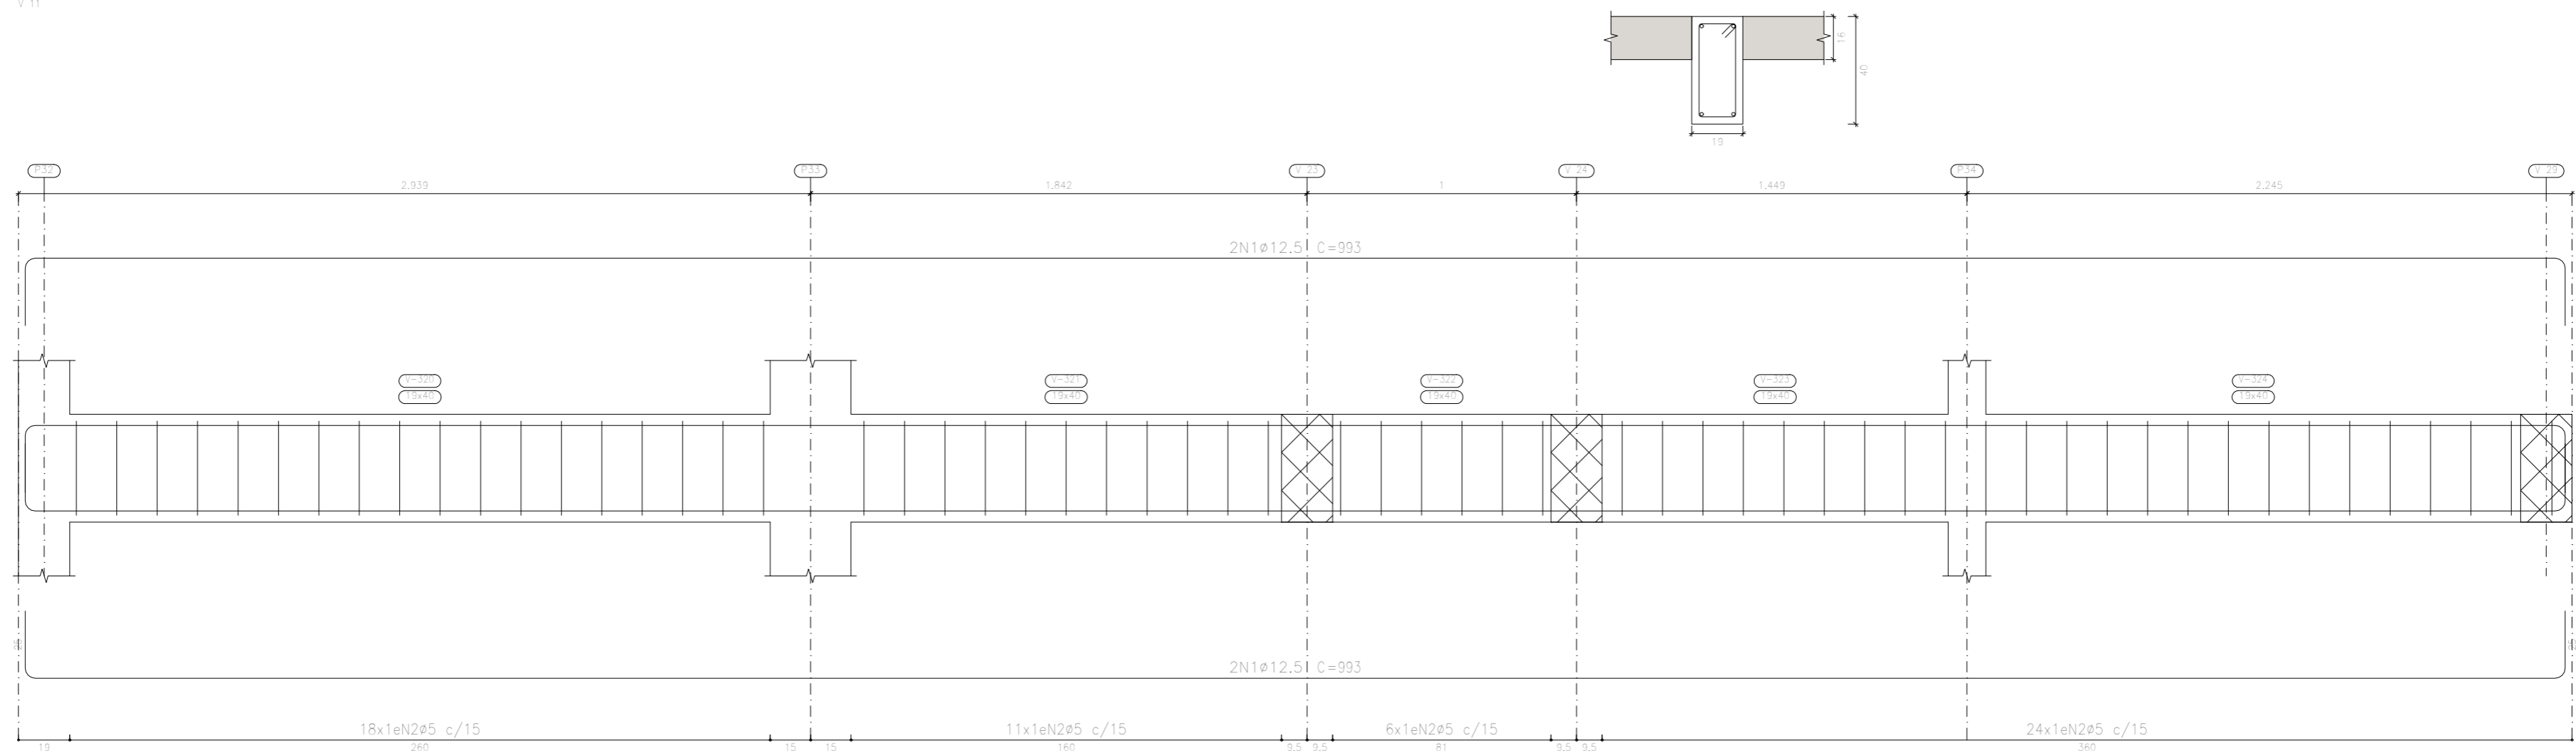 V 11
16
40
19
P32
P33
V 23
V 24
P34
V 29
2.939
1.842
1
1.449
2.245
2N1ø12.5 C=993
V-320
V-321
V-322
V-323
V-324
19x40
19x40
19x40
19x40
19x40
2N1ø12.5 C=993
18x1eN2ø5 c/15
11x1eN2ø5 c/15
6x1eN2ø5 c/15
24x1eN2ø5 c/15
19
260
15
15
160
9.5
9.5
81
9.5
9.5
360